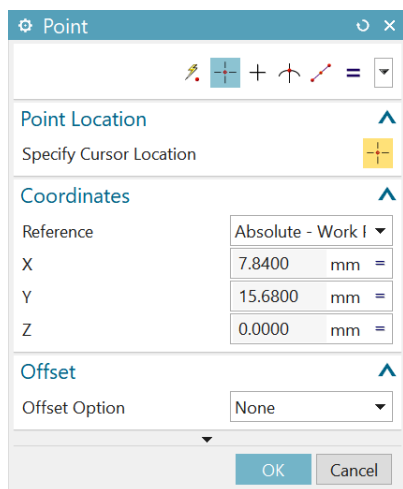 Point
Point Location
Specify Cursor Location
Coordinates
Reference Absolute - Work
X 7.8400 mm =
Y 15.6800 mm =
Z 0.0000 mm =
Offset
Offset Option None
OK Cancel